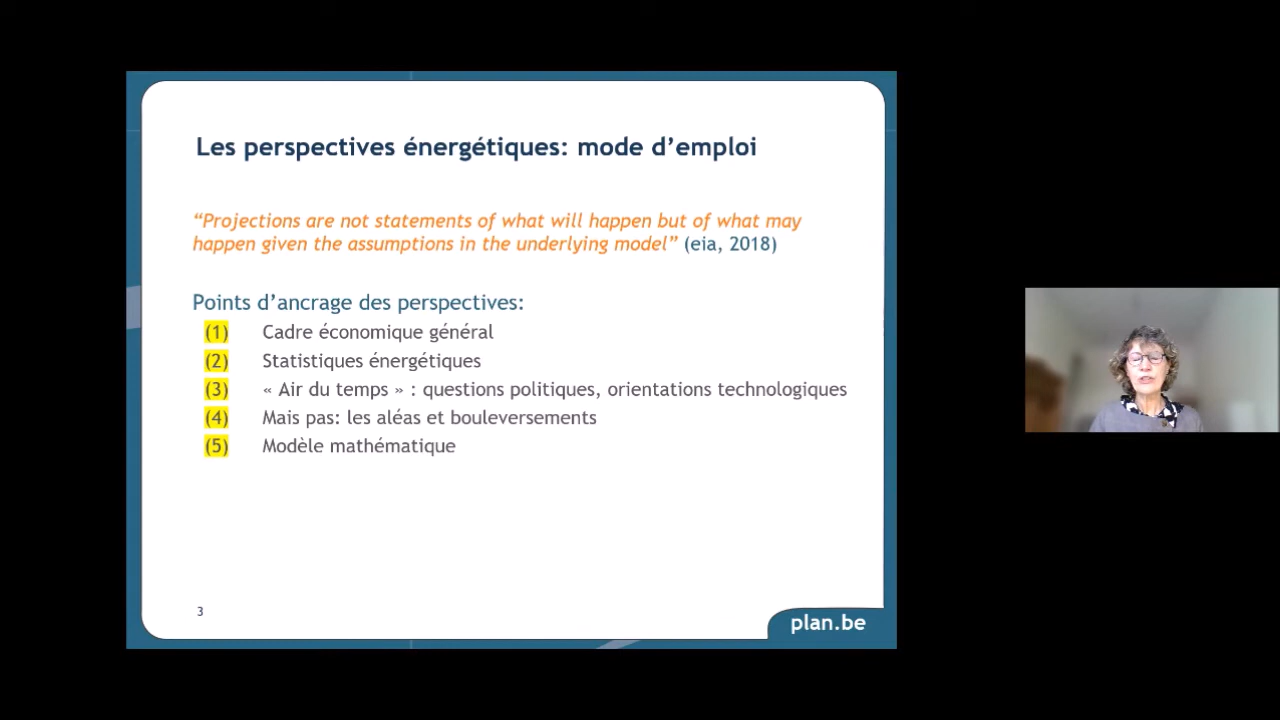 Les perspectives énergétiques: mode d’emploi
“Projections are not statements of what will happen but of what may
happen given the assumptions in the underlying model” (eia, 2018)
Points d’ancrage des perspectives:
(1) Cadre économique général
(2) Statistiques énergétiques
(3) « Air du temps » : questions politiques, orientations technologiques
(4) Mais pas: les aléas et bouleversements
(5) Modèle mathématique
3
plan.be